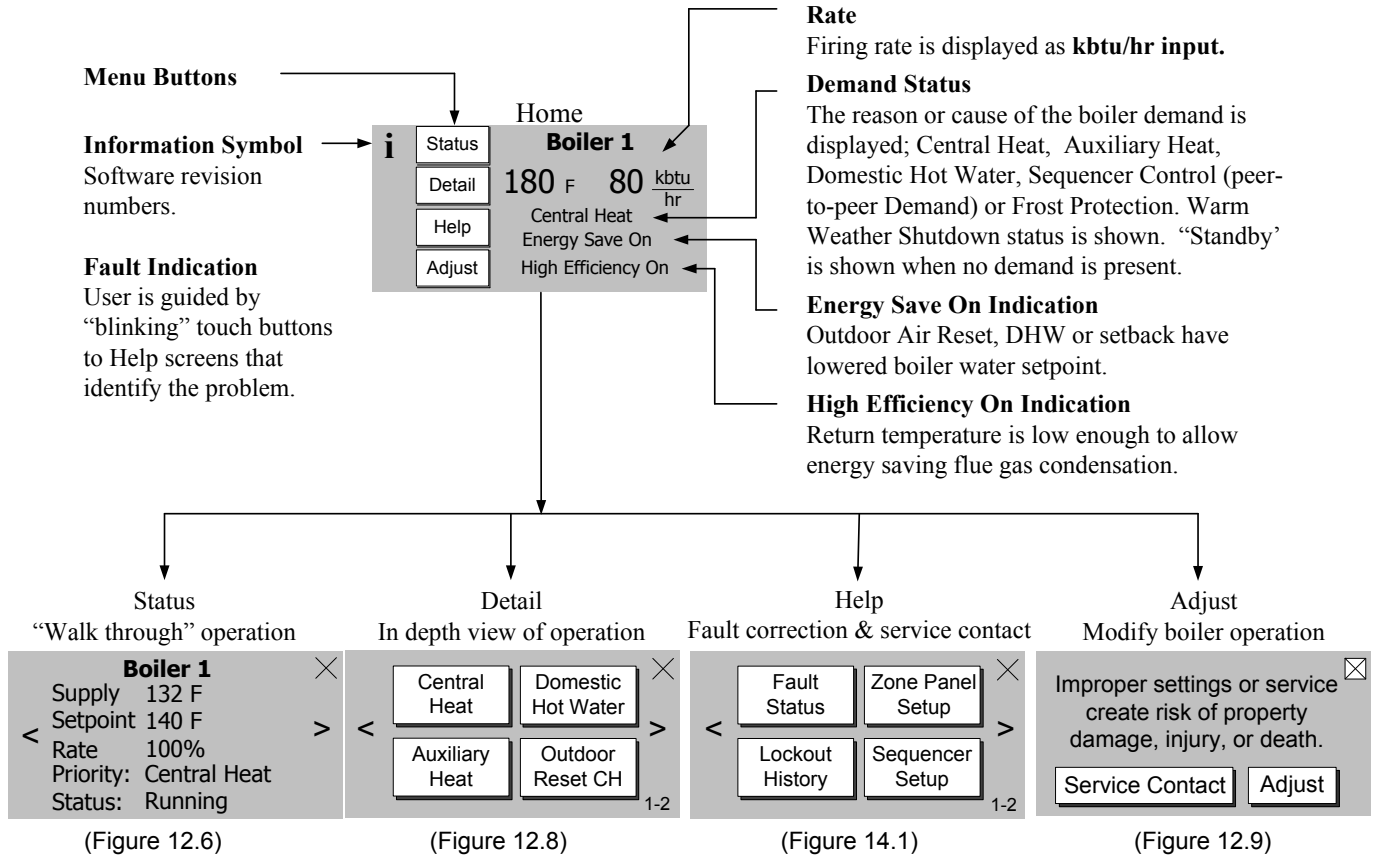 Menu Buttons
Information Symbol
Software revision
numbers.
Fault Indication
User is guided by
“blinking” touch buttons
to Help screens that
identify the problem.
Home
i
Status
Detail
Help
Adjust
Boiler 1
180 F 80 kbtu
hr
Central Heat
Energy Save On
High Efficiency On
Rate
Firing rate is displayed as kbtu/hr input.
Demand Status
The reason or cause of the boiler demand is
displayed; Central Heat, Auxiliary Heat,
Domestic Hot Water, Sequencer Control (peer-
to-peer Demand) or Frost Protection. Warm
Weather Shutdown status is shown. “Standby’
is shown when no demand is present.
Energy Save On Indication
Outdoor Air Reset, DHW or setback have
lowered boiler water setpoint.
High Efficiency On Indication
Return temperature is low enough to allow
energy saving flue gas condensation.
Status
“Walk through” operation
Boiler 1
Supply 132 F
Setpoint 140 F
Rate 100%
Priority: Central Heat
Status: Running
< >
(Figure 12.6)
Detail
In depth view of operation
Central
Heat
Domestic
Hot Water
Auxiliary
Heat
Outdoor
Reset CH
< >
1-2
(Figure 12.8)
Help
Fault correction & service contact
Fault
Status
Zone Panel
Setup
Lockout
History
Sequencer
Setup
< >
1-2
(Figure 14.1)
Adjust
Modify boiler operation
Improper settings or service
create risk of property
damage, injury, or death.
Service Contact
Adjust
(Figure 12.9)